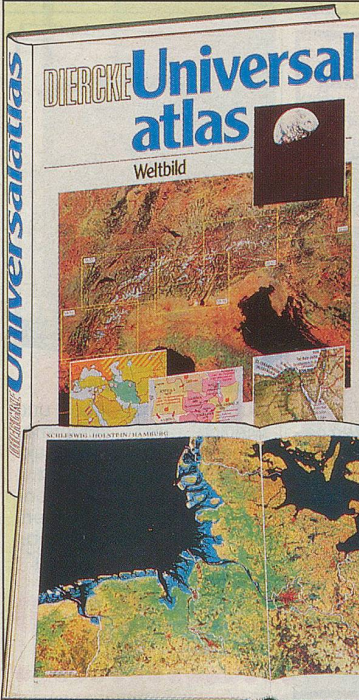 DIERCKE Universal
atlas
Weltbild
DIERCKE Universalatlas
SCHLESWIG-HOLSTEIN/HAMBURG